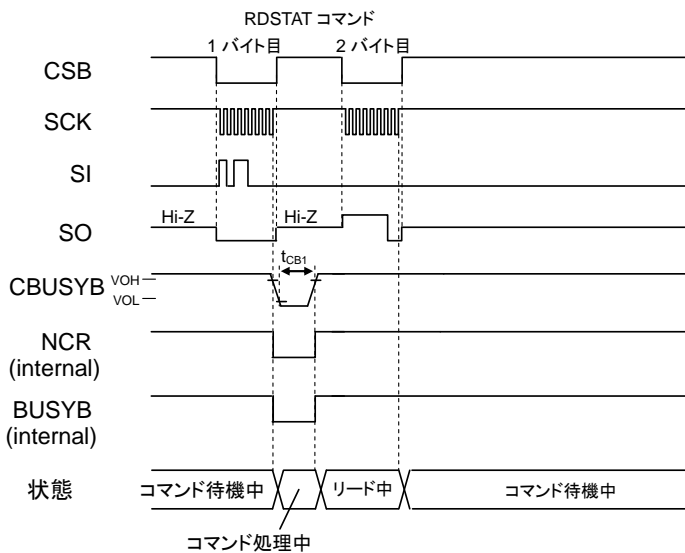 RDSTAT コマンド
1 バイト目
2 バイト目
CSB
SCK
SI
SO
Hi-Z
Hi-Z
tCB1
CBUSYB
VOH
VOL
NCR
(internal)
BUSYB
(internal)
状態
コマンド待機中
リード中
コマンド待機中
コマンド処理中